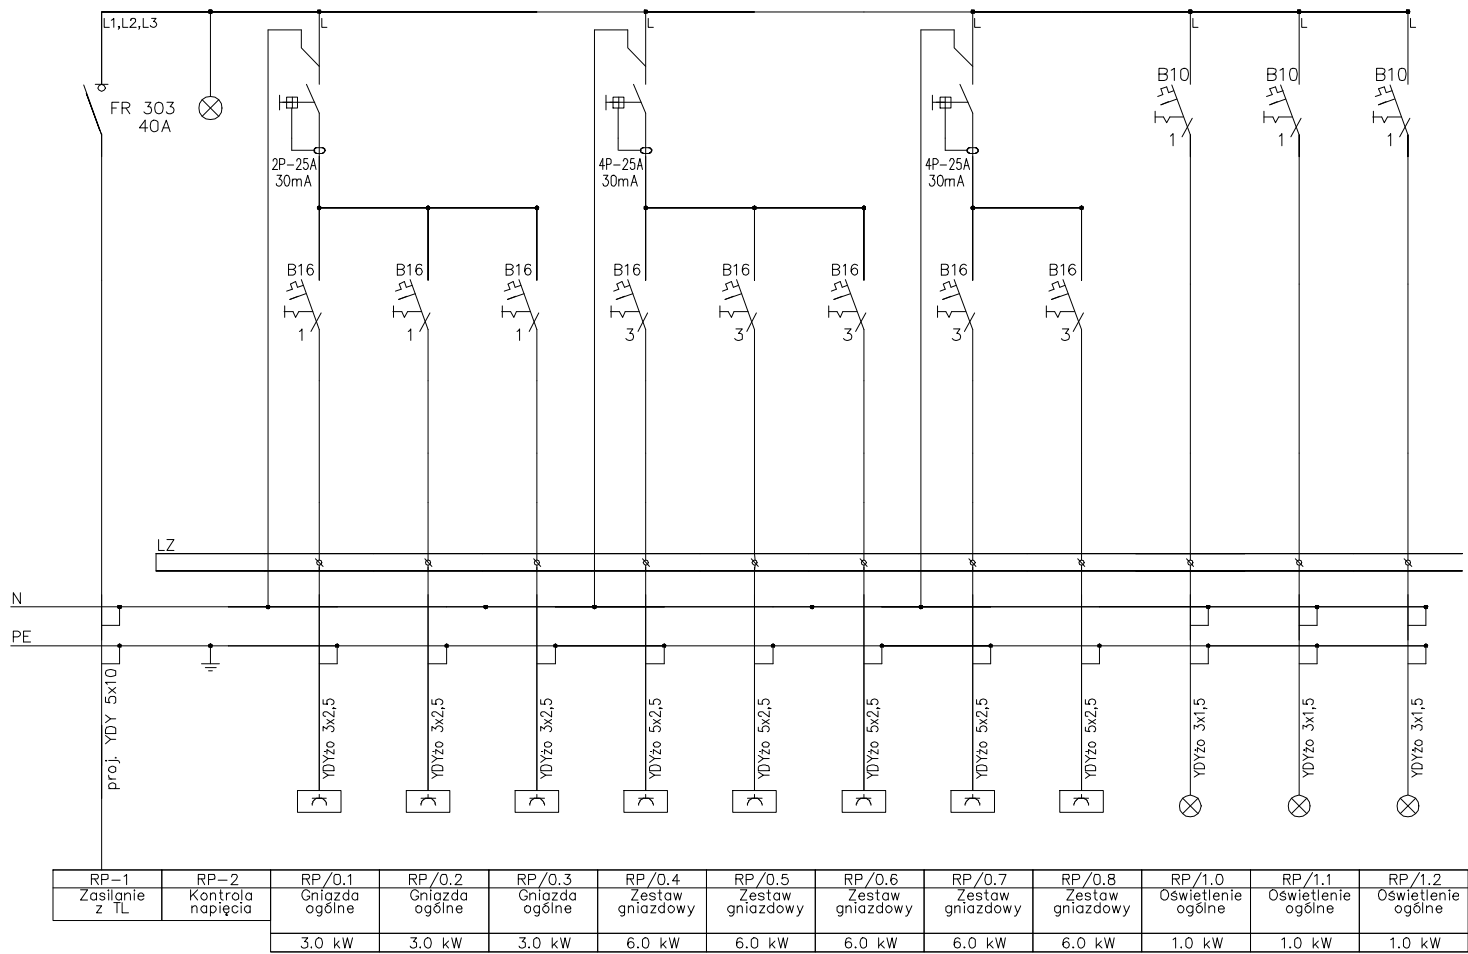 L1,L2,L3
L
L
L
L
L
L
FR 303
40A
B10
B10
B10
1
1
1
2P-25A
30mA
4P-25A
30mA
4P-25A
30mA
B16
B16
B16
B16
B16
B16
B16
B16
1
1
1
3
3
3
3
3
LZ
N
PE
proj. YDY 5x10
YDYżo 3x2,5
YDYżo 3x2,5
YDYżo 3x2,5
YDYżo 5x2,5
YDYżo 5x2,5
YDYżo 5x2,5
YDYżo 5x2,5
YDYżo 5x2,5
YDYżo 3x1,5
YDYżo 3x1,5
YDYżo 3x1,5
RP-1 RP-2 RP/0.1 RP/0.2 RP/0.3 RP/0.4 RP/0.5 RP/0.6 RP/0.7 RP/0.8 RP/1.0 RP/1.1 RP/1.2
Zasilanie Kontrola Gniazda Gniazda Gniazda Zestaw Zestaw Zestaw Zestaw Zestaw Oświetlenie Oświetlenie Oświetlenie
z TL napięcia ogólne ogólne ogólne gniazdowy gniazdowy gniazdowy gniazdowy gniazdowy ogólne ogólne ogólne
3.0 kW 3.0 kW 3.0 kW 6.0 kW 6.0 kW 6.0 kW 6.0 kW 6.0 kW 1.0 kW 1.0 kW 1.0 kW